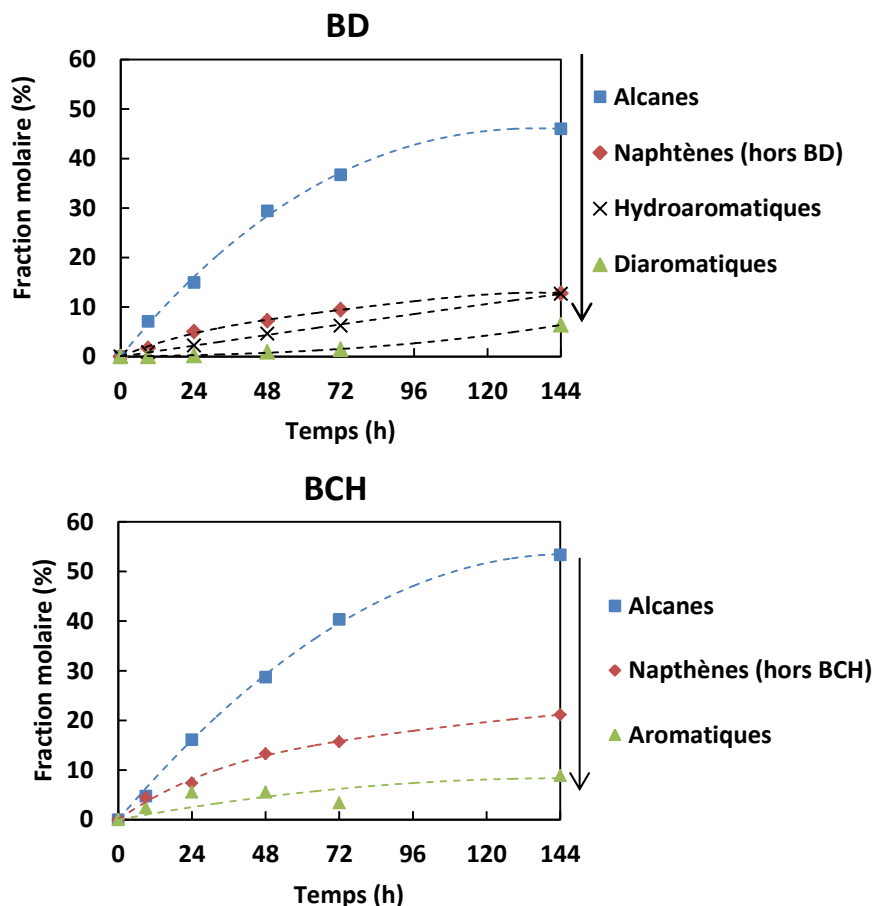 BD
Fraction molaire (%)
60
50
40
30
20
10
0
0 24 48 72 96 120 144
Temps (h)
Alcanes
Naphtènes (hors BD)
Hydroaromatiques
Diaromatiques
BCH
Fraction molaire (%)
60
50
40
30
20
10
0
0 24 48 72 96 120 144
Temps (h)
Alcanes
Napthènes (hors BCH)
Aromatiques